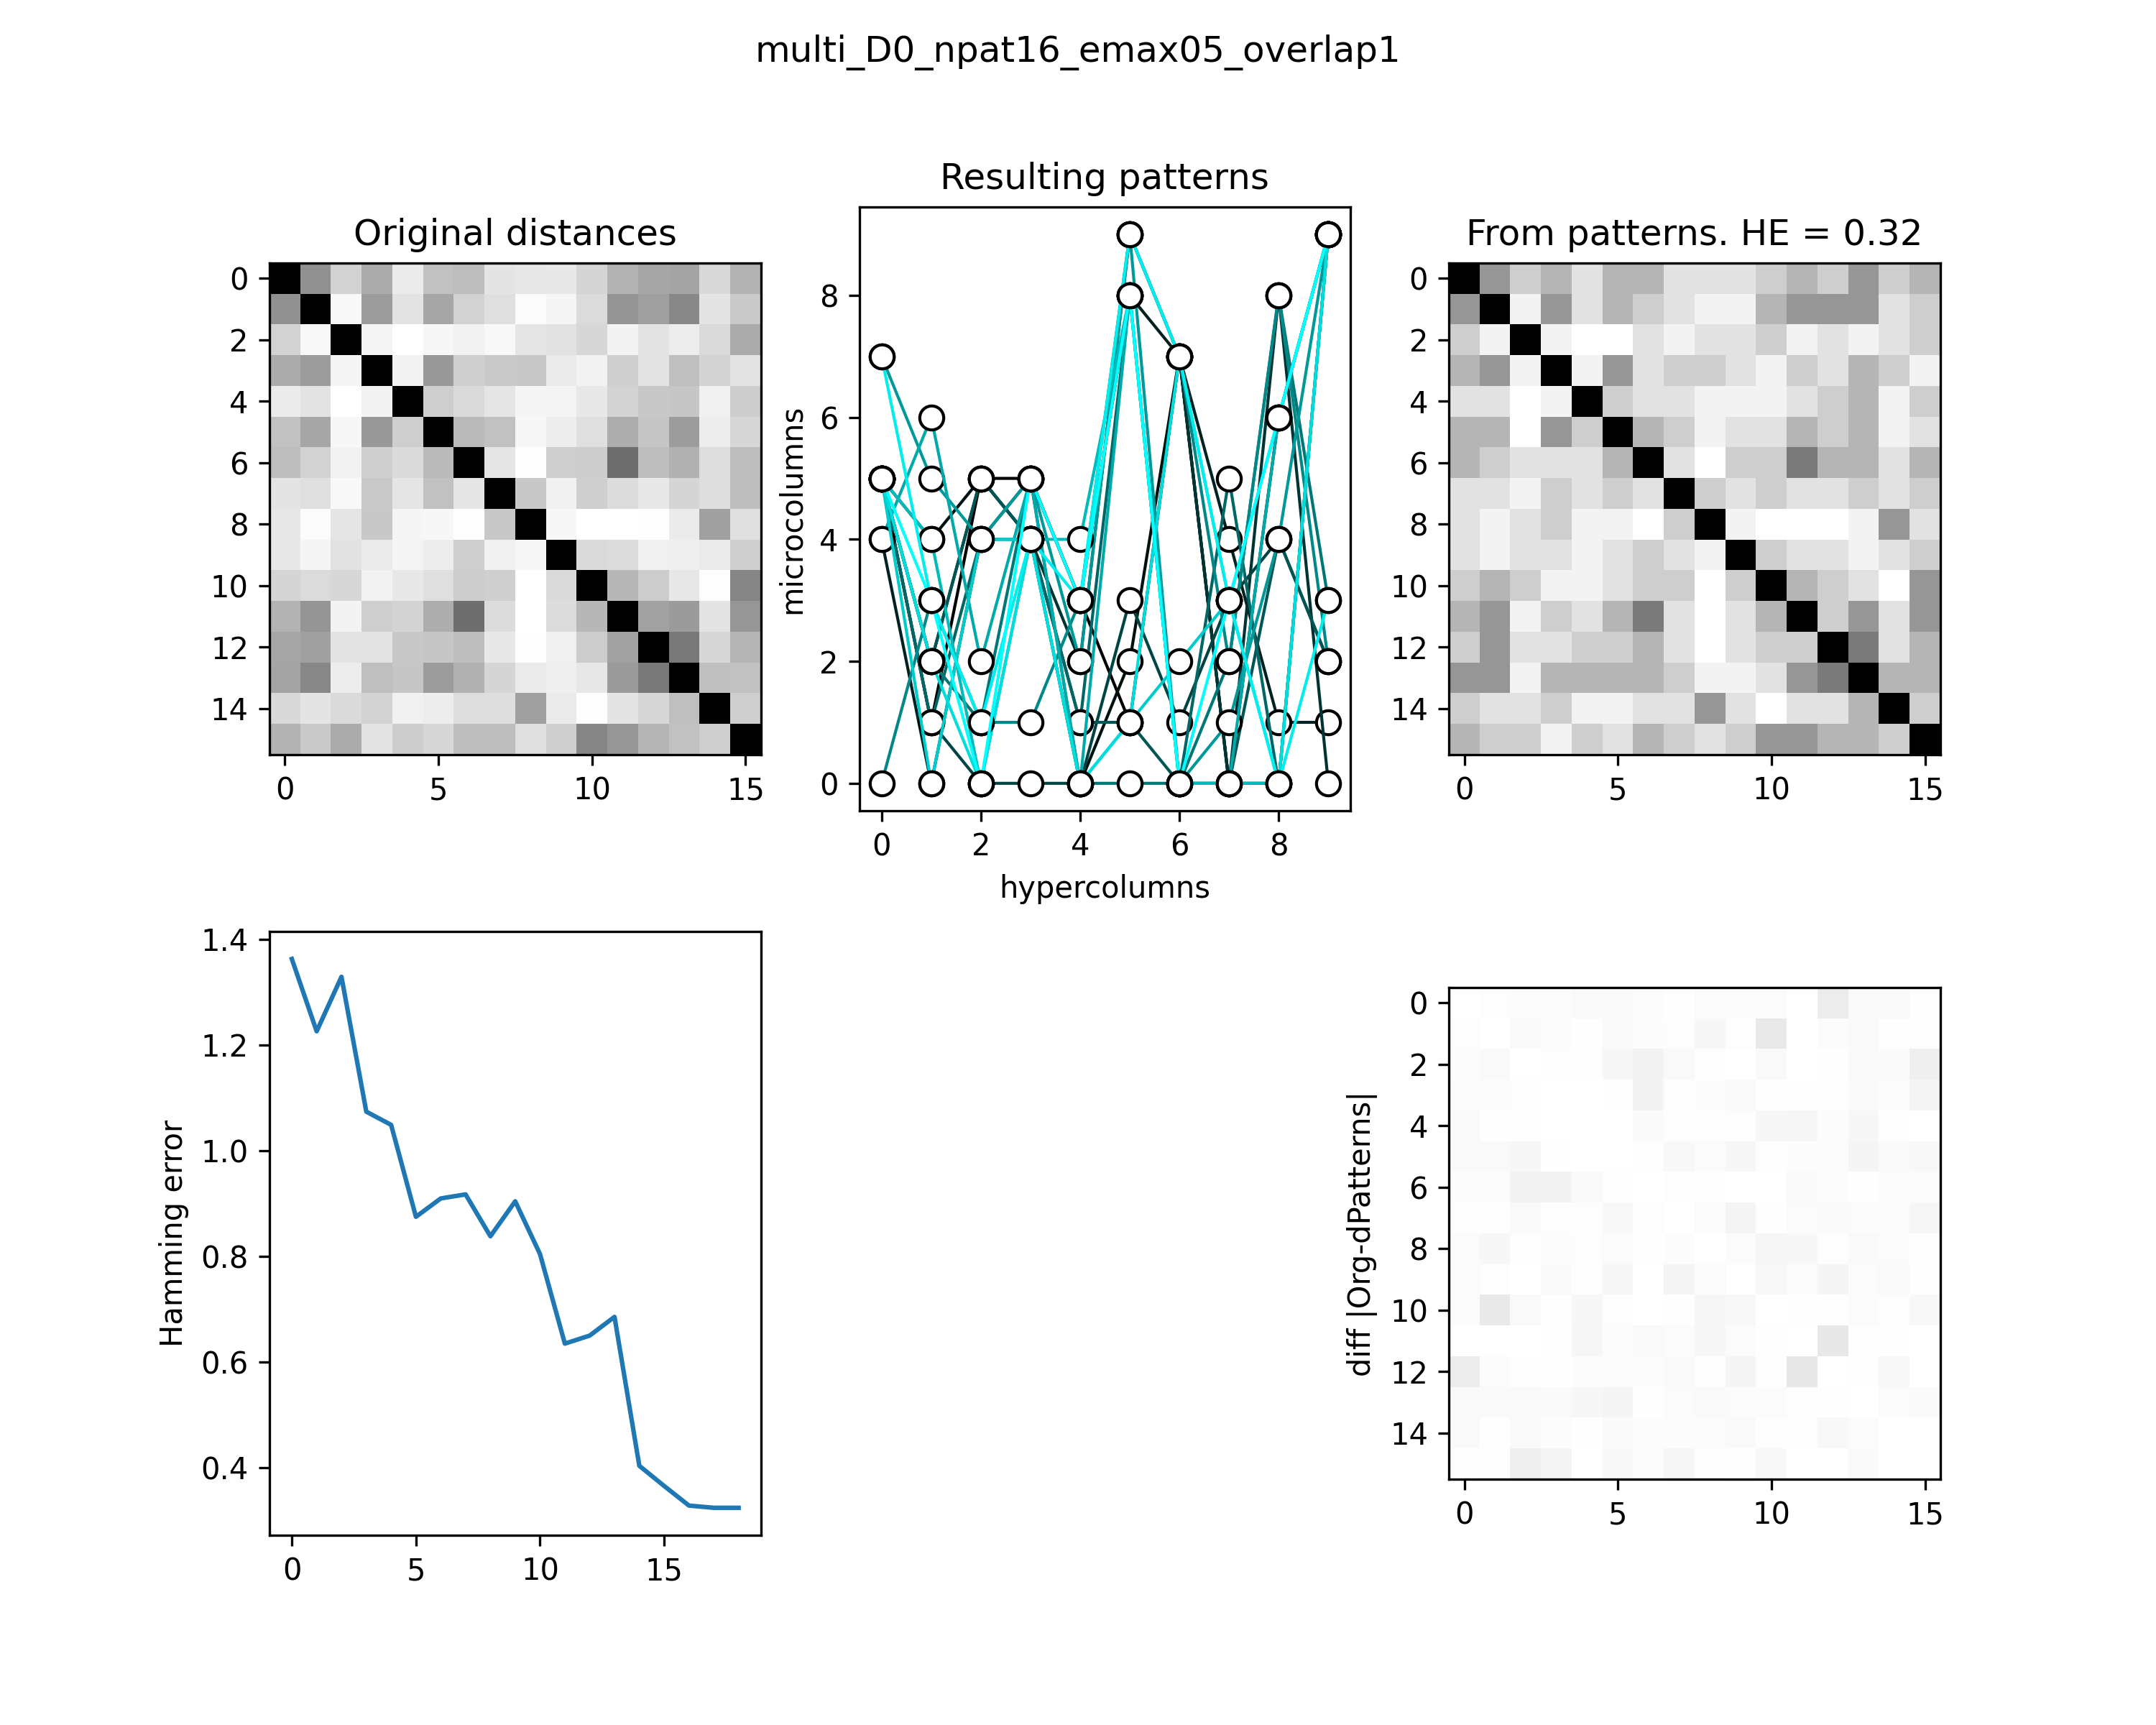 multi_D0_npat16_emax05_overlap1
Original distances
0
2
4
6
8
10
12
14
0 5 10 15
Resulting patterns
microcolumns
8
6
4
2
0
0 2 4 6 8
hypercolumns
From patterns. HE = 0.32
0
2
4
6
8
10
12
14
0 5 10 15
Hamming error
1.4
1.2
1.0
0.8
0.6
0.4
0 5 10 15
diff |Org-dPatterns|
0
2
4
6
8
10
12
14
0 5 10 15